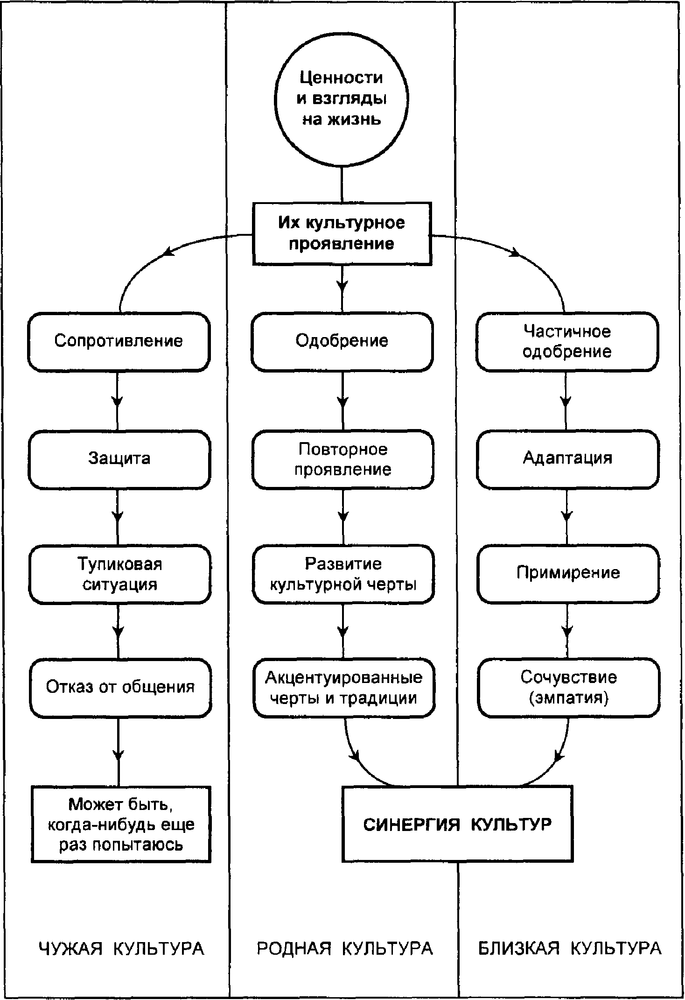 Ценности
и взгляды
на жизнь
Их культурное
проявление
Сопротивление
Защита
Тупиковая
ситуация
Отказ от общения
Может быть,
когда-нибудь еще
раз попытаюсь
ЧУЖАЯ КУЛЬТУРА
Одобрение
Повторное
проявление
Развитие
культурной черты
Акцентуированные
черты и традиции
РОДНАЯ КУЛЬТУРА
Частичное
одобрение
Адаптация
Примирение
Сочувствие
(эмпатия)
СИНЕРГИЯ КУЛЬТУР
БЛИЗКАЯ КУЛЬТУРА